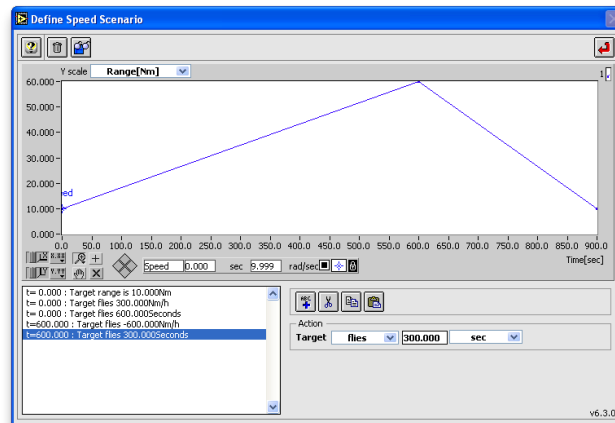 Define Speed Scenario
Y scale Range[Nm] 1
60.000
50.000
40.000
30.000
20.000
10.000
0.000
ed
0.0 50.0 100.0 150.0 200.0 250.0 300.0 350.0 400.0 450.0 500.0 550.0 600.0 650.0 700.0 750.0 800.0 850.0 900.0
Time[sec]
Speed 0.000 sec 9.999 rad/sec
t= 0.000 : Target range is 10.000Nm
t= 0.000 : Target flies 300.000Nm/h
t= 0.000 : Target flies 600.000Seconds
t=600.000 : Target flies -600.000Nm/h
t=600.000 : Target flies 300.000Seconds
ABC
Action
Target flies 300.000 sec
v6.3.0